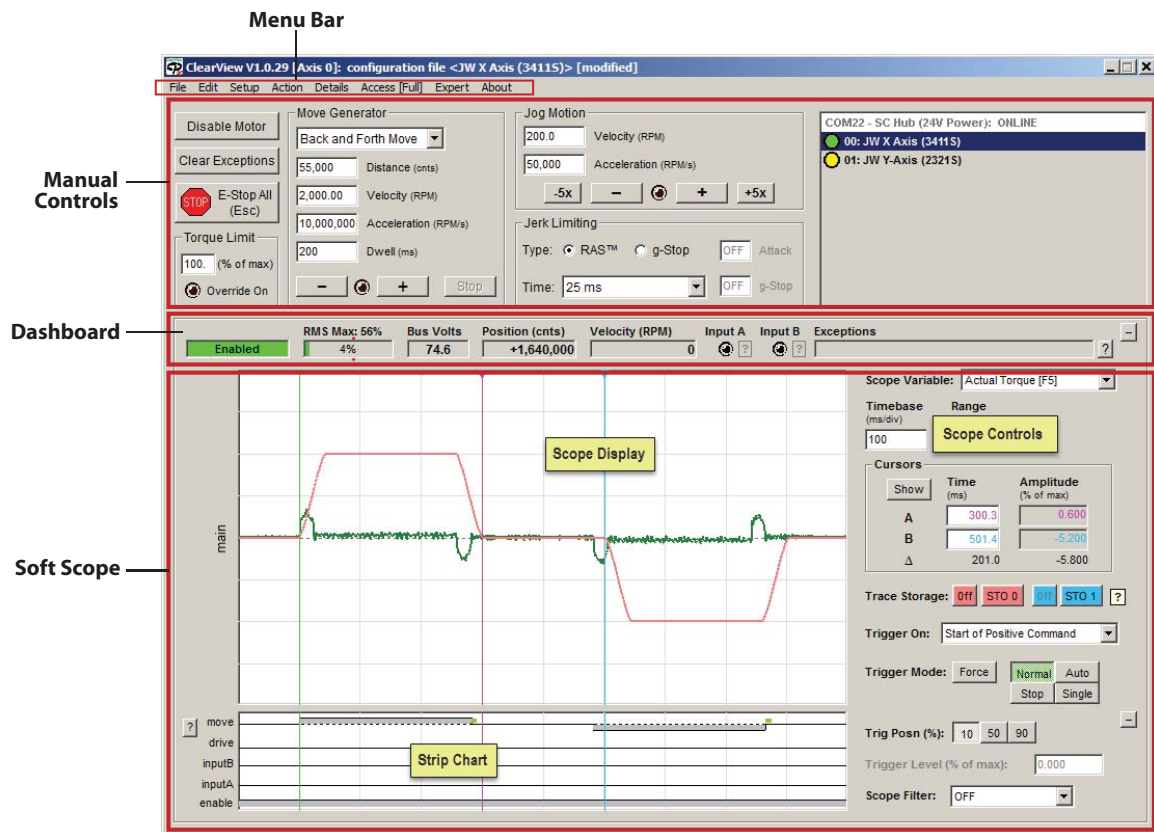 Menu Bar
ClearView V1.0.29 [Axis 0]: configuration file <JW X Axis (3411S)> [modified]
File Edit Setup Action Details Access [Full] Expert About
Manual
Controls
Disable Motor
Clear Exceptions
STOP
E-Stop All
(Esc)
Torque Limit
100. (% of max)
Override On
Move Generator
Back and Forth Move
55,000 Distance (cnts)
2,000.00 Velocity (RPM)
10,000,000 Acceleration (RPM/s)
200 Dwell (ms)
− + Stop
Jog Motion
200.0 Velocity (RPM)
50,000 Acceleration (RPM/s)
-5x − + +5x
Jerk Limiting
Type: RAS™ g-Stop OFF Attack
Time: 25 ms OFF g-Stop
COM22 - SC Hub (24V Power): ONLINE
00: JW X Axis (3411S)
01: JW Y-Axis (2321S)
Dashboard
RMS Max: 56% Bus Volts Position (cnts) Velocity (RPM) Input A Input B Exceptions
Enabled 4% 74.6 +1,640,000 0 ? ? ?
Soft Scope
main
Scope Display
Scope Variable: Actual Torque [F5]
Timebase Range
(ms/div)
100
Scope Controls
Cursors
Show Time Amplitude
(ms) (% of max)
A 300.3 0.600
B 501.4 -5.200
Δ 201.0 -5.800
Trace Storage: Off STO 0 Off STO 1 ?
Trigger On: Start of Positive Command
Trigger Mode: Force Normal Auto
Stop Single
Trig Posn (%): 10 50 90
Trigger Level (% of max): 0.000
Scope Filter: OFF
? move
drive
inputB
inputA
enable
Strip Chart